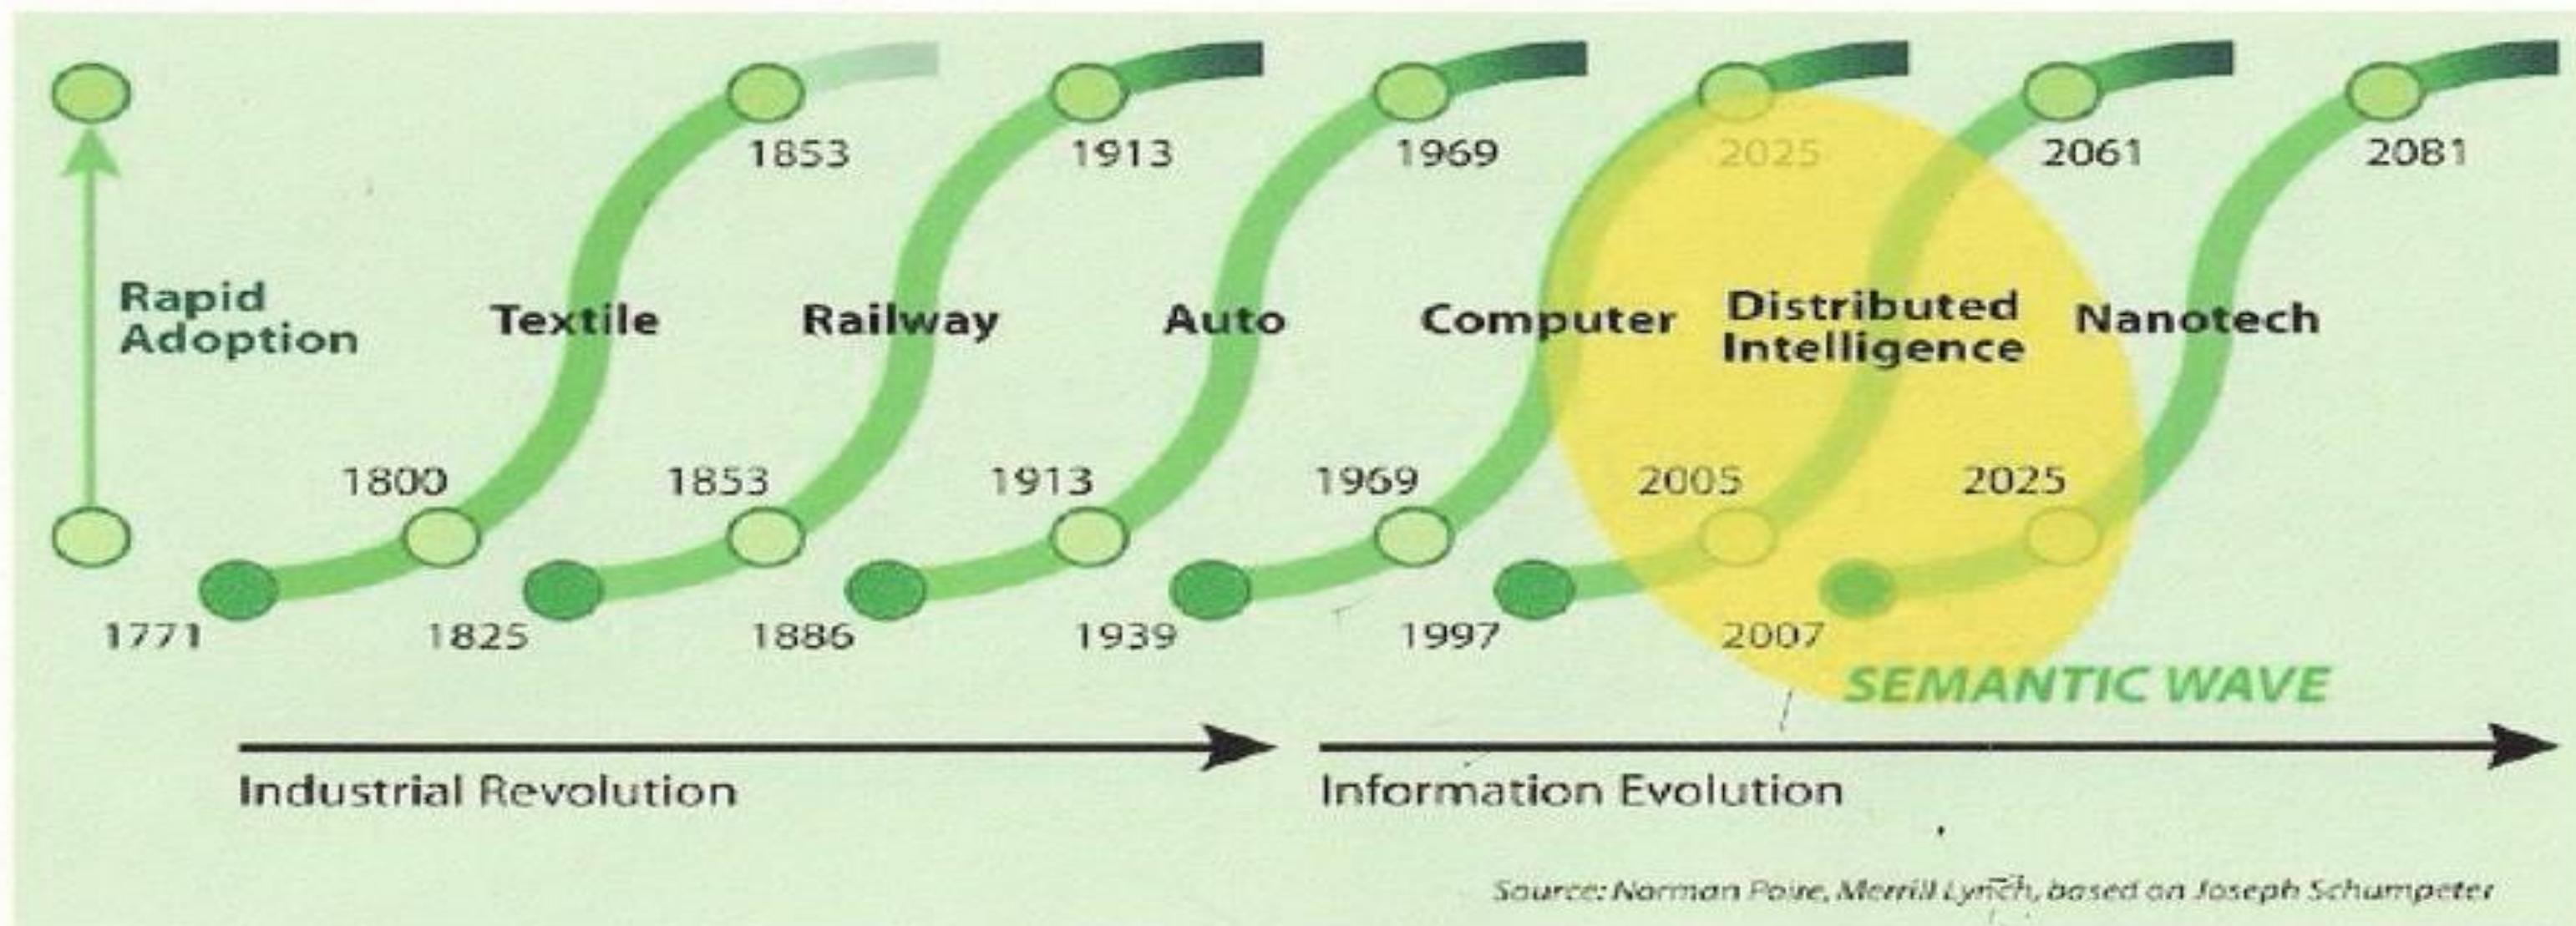 1853
1913
1969
2025
2061
2081
Rapid
Adoption
Textile
Railway
Auto
Computer
Distributed
Intelligence
Nanotech
1800
1853
1913
1969
2005
2025
1771
1825
1886
1939
1997
2007
SEMANTIC WAVE
Industrial Revolution
Information Evolution
Source: Norman Poire, Merrill Lynch, based on Joseph Schumpeter